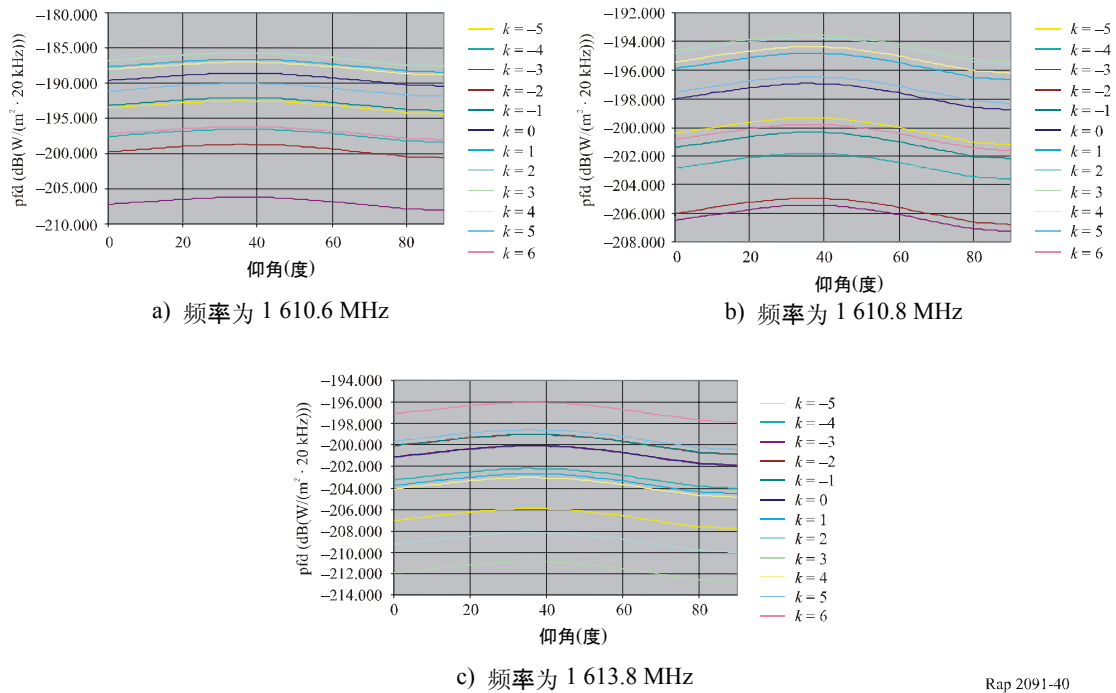 −180.000
−185.000
−190.000
−195.000
−200.000
−205.000
−210.000
pfd (dB(W/(m² · 20 kHz)))
0 20 40 60 80
仰角(度)
k = –5
k = –4
k = –3
k = –2
k = –1
k = 0
k = 1
k = 2
k = 3
k = 4
k = 5
k = 6
a) 频率为 1 610.6 MHz
−192.000
−194.000
−196.000
−198.000
−200.000
−202.000
−204.000
−206.000
−208.000
pfd (dB(W/(m² · 20 kHz)))
0 20 40 60 80
仰角(度)
k = –5
k = –4
k = –3
k = –2
k = –1
k = 0
k = 1
k = 2
k = 3
k = 4
k = 5
k = 6
b) 频率为 1 610.8 MHz
−194.000
−196.000
−198.000
−200.000
−202.000
−204.000
−206.000
−208.000
−210.000
−212.000
−214.000
pfd (dB(W/(m² · 20 kHz)))
0 20 40 60 80
仰角(度)
k = –5
k = –4
k = –3
k = –2
k = –1
k = 0
k = 1
k = 2
k = 3
k = 4
k = 5
k = 6
c) 频率为 1 613.8 MHz
Rap 2091-40